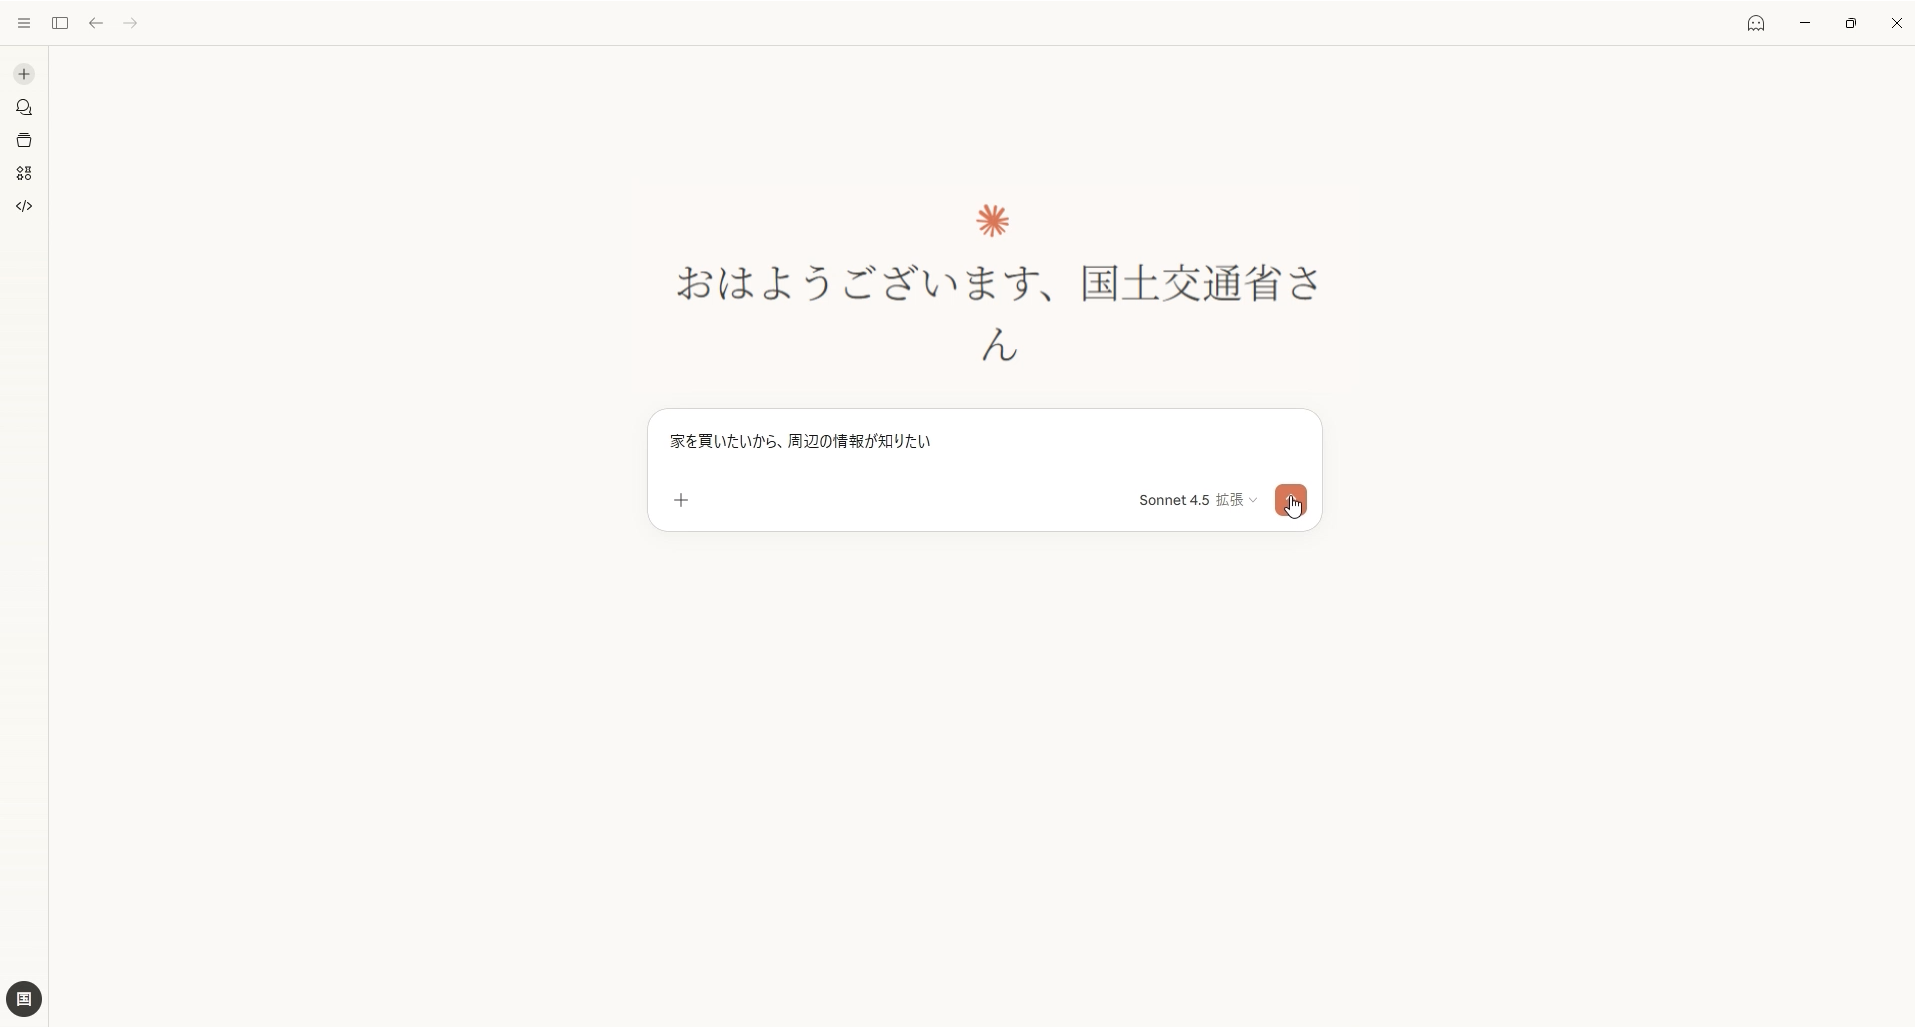 おはようございます、国土交通省さ
ん
家を買いたいから、周辺の情報が知りたい
Sonnet 4.5 拡張
国